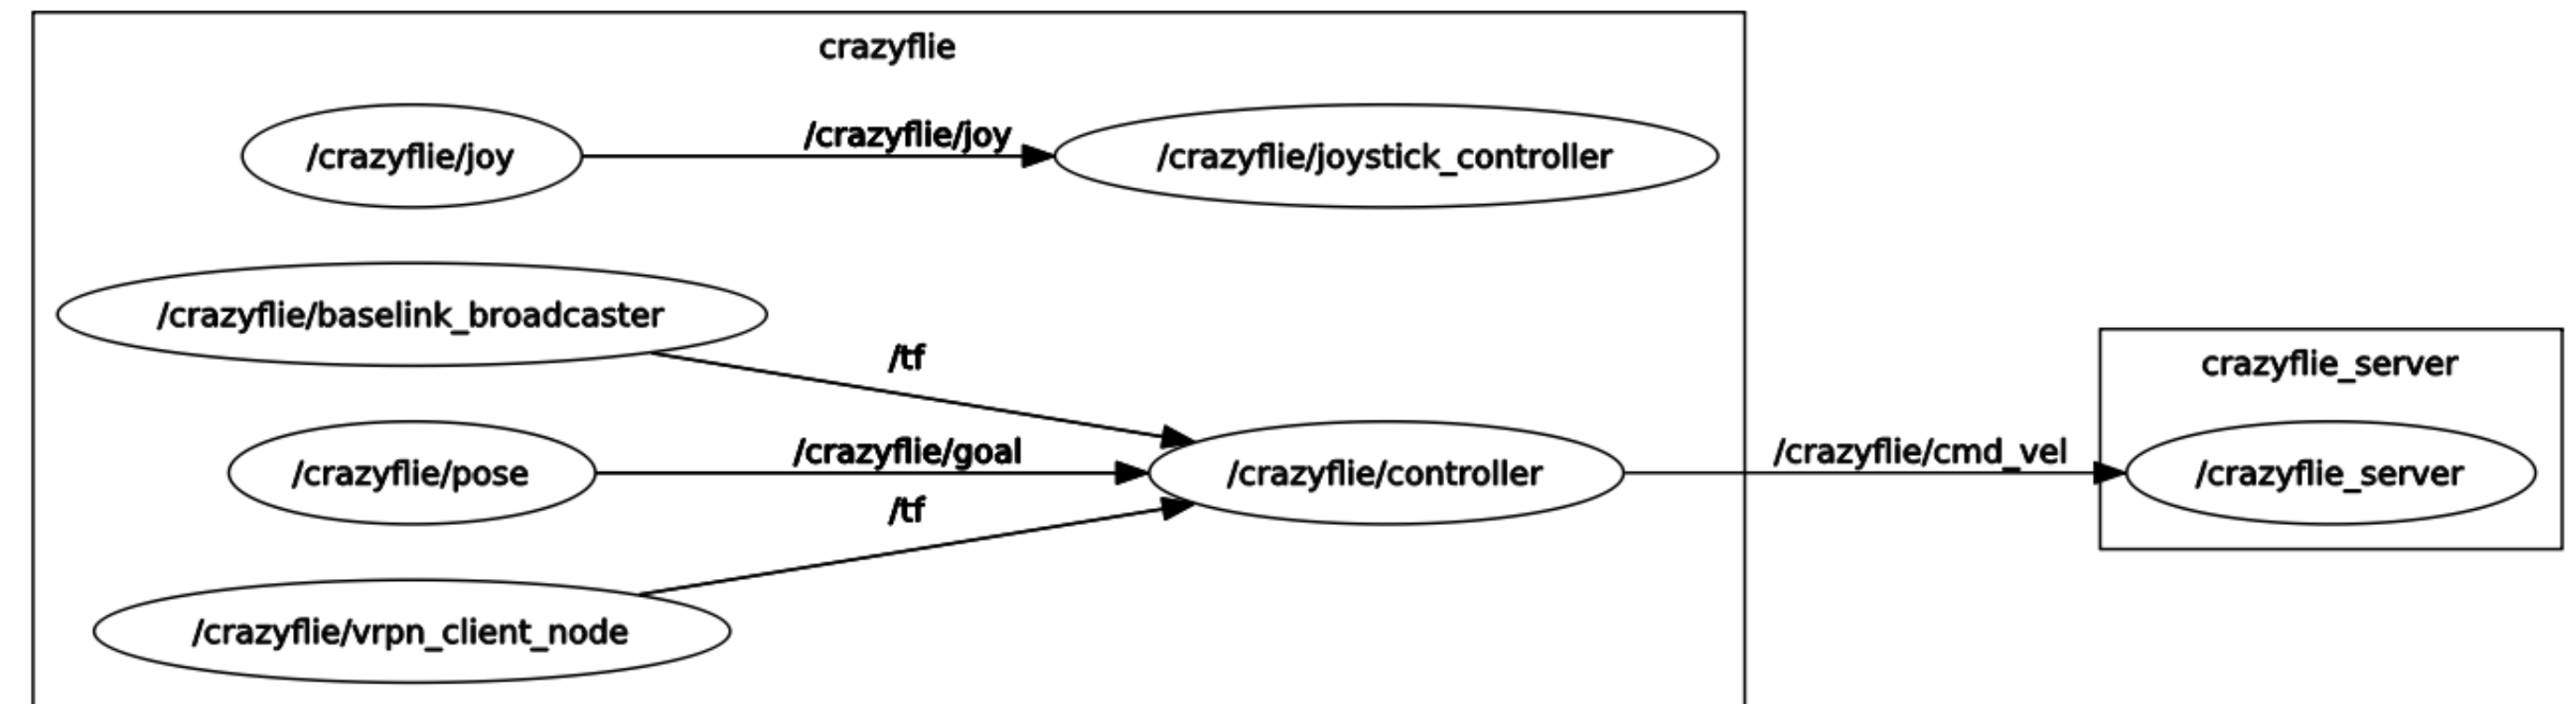 crazyflie
/crazyflie/joy
/crazyflie/joy
/crazyflie/joystick_controller
/crazyflie/baselink_broadcaster
/tf
crazyflie_server
/crazyflie/pose
/crazyflie/goal
/crazyflie/controller
/crazyflie/cmd_vel
/crazyflie_server
/tf
/crazyflie/vrpn_client_node